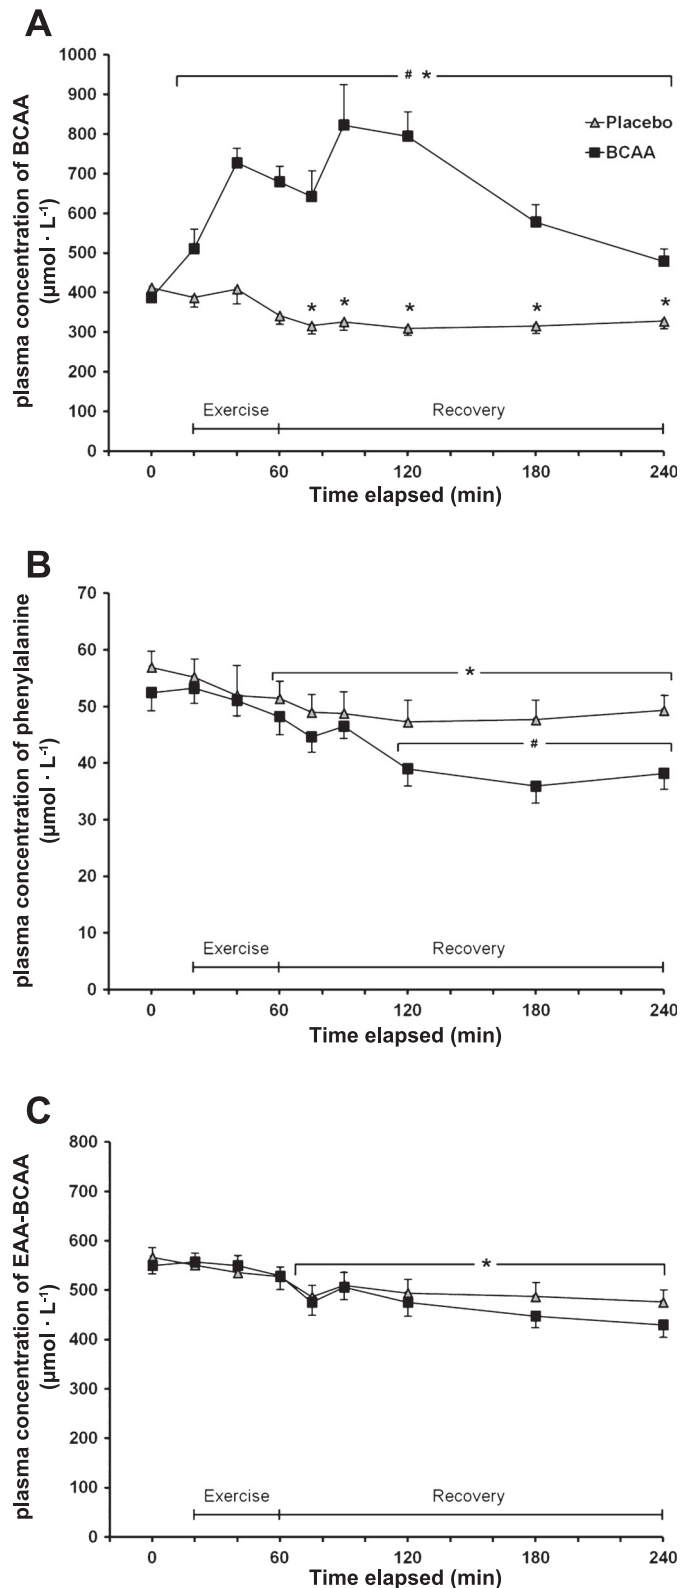 A
plasma concentration of BCAA
(µmol · L-1)
1000
900
800
700
600
500
400
300
200
100
0
# *
Placebo
BCAA
* * * * *
Exercise Recovery
0 60 120 180 240
Time elapsed (min)
B
plasma concentration of phenylalanine
(µmol · L-1)
70
60
50
40
30
20
10
0
*
#
Exercise Recovery
0 60 120 180 240
Time elapsed (min)
C
plasma concentration of EAA-BCAA
(µmol · L-1)
800
700
600
500
400
300
200
100
0
*
Exercise Recovery
0 60 120 180 240
Time elapsed (min)